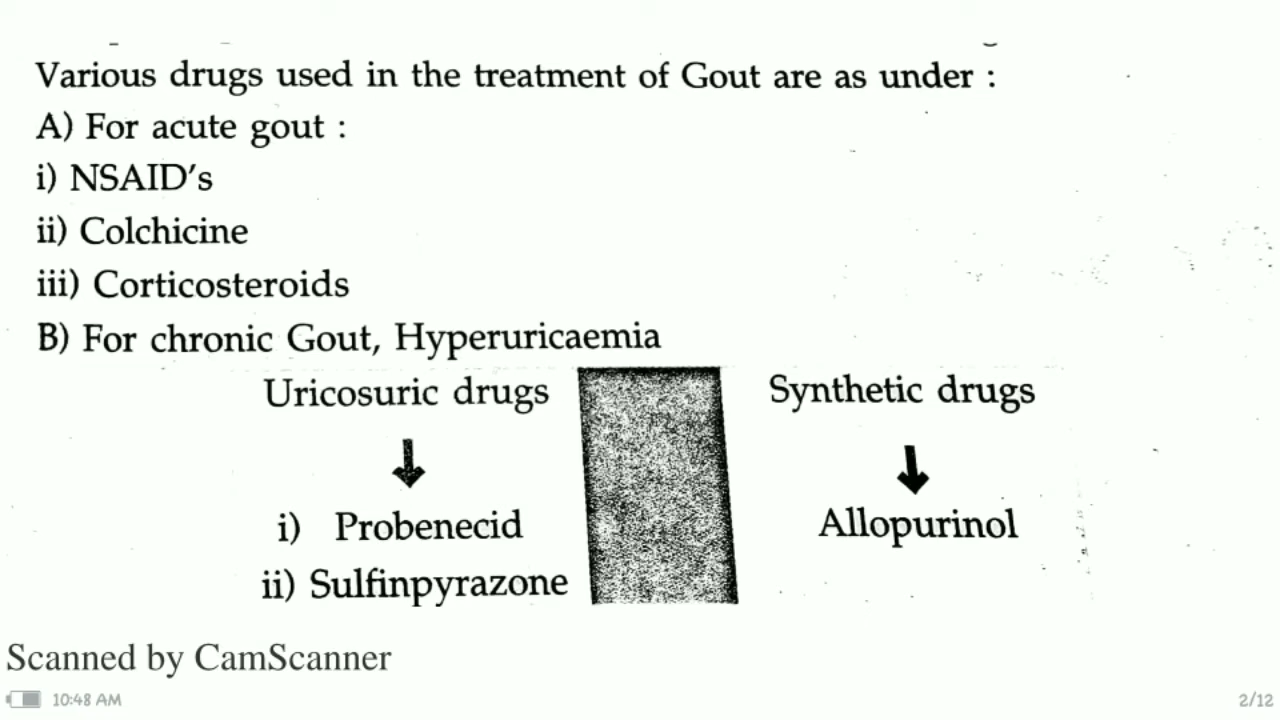 Various drugs used in the treatment of Gout are as under :
A) For acute gout :
i) NSAID's
ii) Colchicine
iii) Corticosteroids
B) For chronic Gout, Hyperuricaemia
Uricosuric drugs
Synthetic drugs
i) Probenecid
Allopurinol
ii) Sulfinpyrazone
Scanned by CamScanner
10:48 AM
2/12